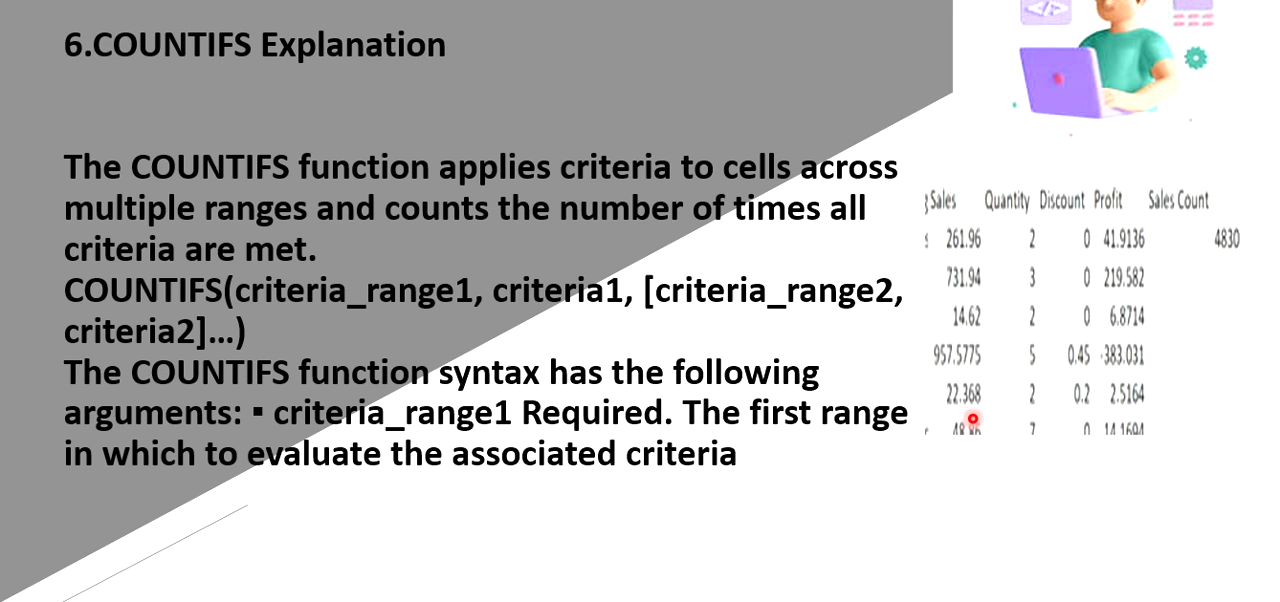 6.COUNTIFS Explanation
The COUNTIFS function applies criteria to cells across
multiple ranges and counts the number of times all
criteria are met.
COUNTIFS(criteria_range1, criteria1, [criteria_range2,
criteria2]…)
The COUNTIFS function syntax has the following
arguments: ▪ criteria_range1 Required. The first range
in which to evaluate the associated criteria
Sales Quantity Discount Profit Sales Count
261.96 2 0 41.9136 4830
731.94 3 0 219.582
14.62 2 0 6.8714
957.5775 5 0.45 -383.031
22.368 2 0.2 2.5164
7 0 14.1694